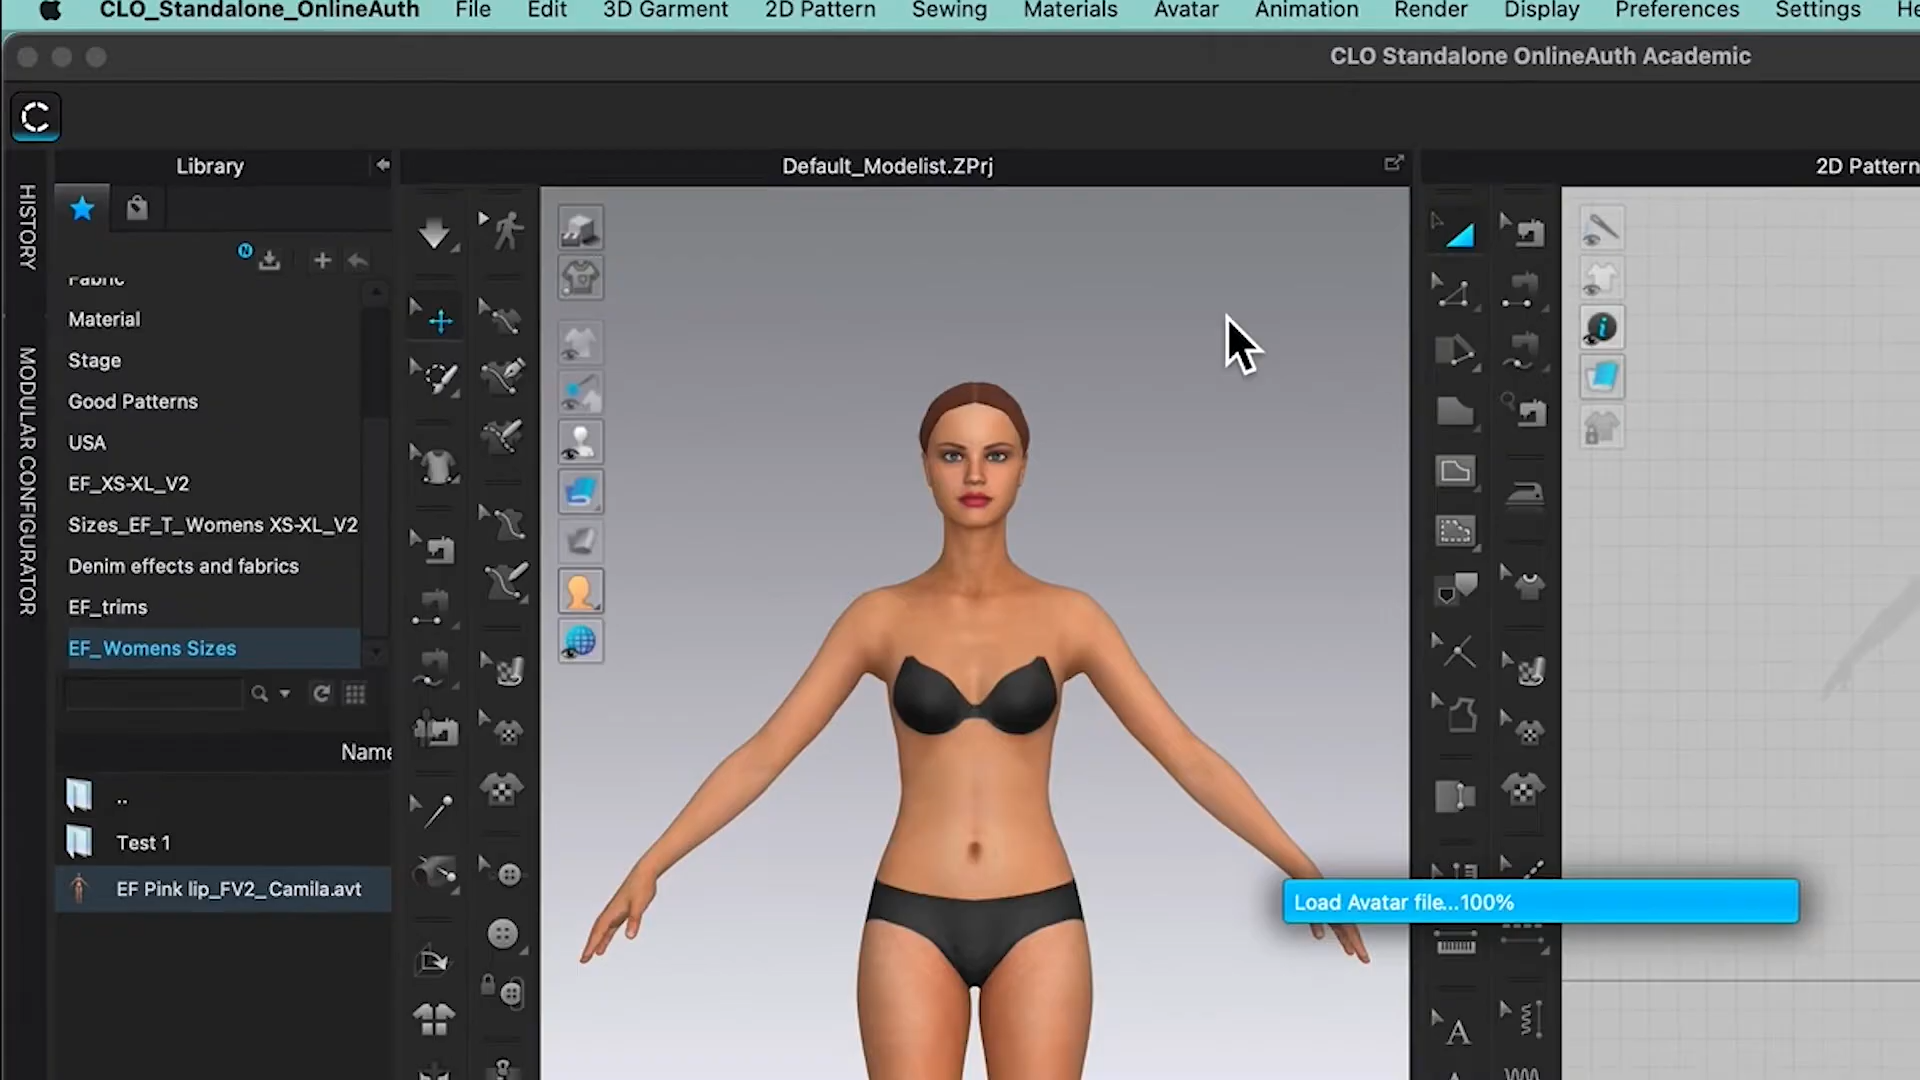 CLO_Standalone_OnlineAuth File Edit 3D Garment 2D Pattern Sewing Materials Avatar Animation Render Display Preferences Settings He
CLO Standalone OnlineAuth Academic
HISTORY
MODULAR CONFIGURATOR
Library
Default_Modelist.ZPrj
2D Pattern
N
Fabric
Material
Stage
Good Patterns
USA
EF_XS-XL_V2
Sizes_EF_T_Womens XS-XL_V2
Denim effects and fabrics
EF_trims
EF_Womens Sizes
Name
..
Test 1
EF Pink lip_FV2_Camila.avt
Load Avatar file...100%